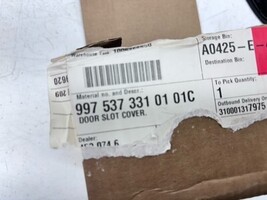 Storage Bin:
A0425-E-
Destination Bin:
Material no. and Descr.:
997 537 331 01 01C
DOOR SLOT COVER.
To Pick Quantity:
1
Outbound Delivery
310001317975
Dealer